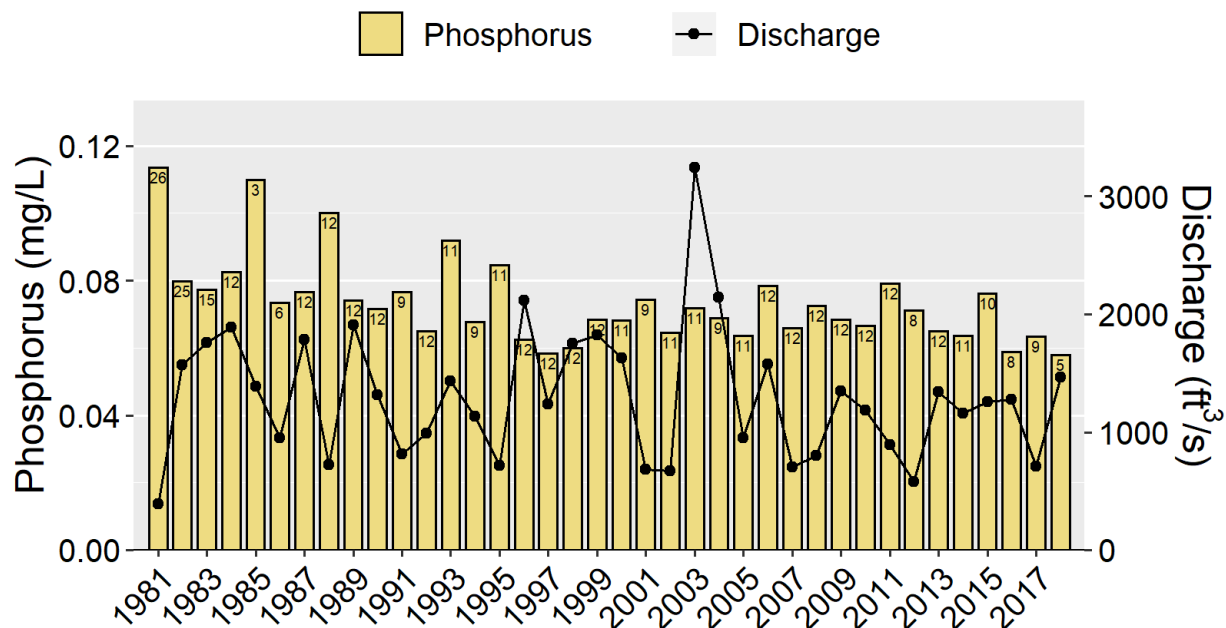 Phosphorus Discharge
Phosphorus (mg/L)
0.12
0.08
0.04
0.00
26 25 15 12 3 6 12 12 12 12 9 12 11 9 11 12 12 12 12 11 9 11 11 9 11 12 12 12 12 12 12 8 12 11 10 8 9 5
3000
2000
1000
0
Discharge (ft³/s)
1981 1983 1985 1987 1989 1991 1993 1995 1997 1999 2001 2003 2005 2007 2009 2011 2013 2015 2017